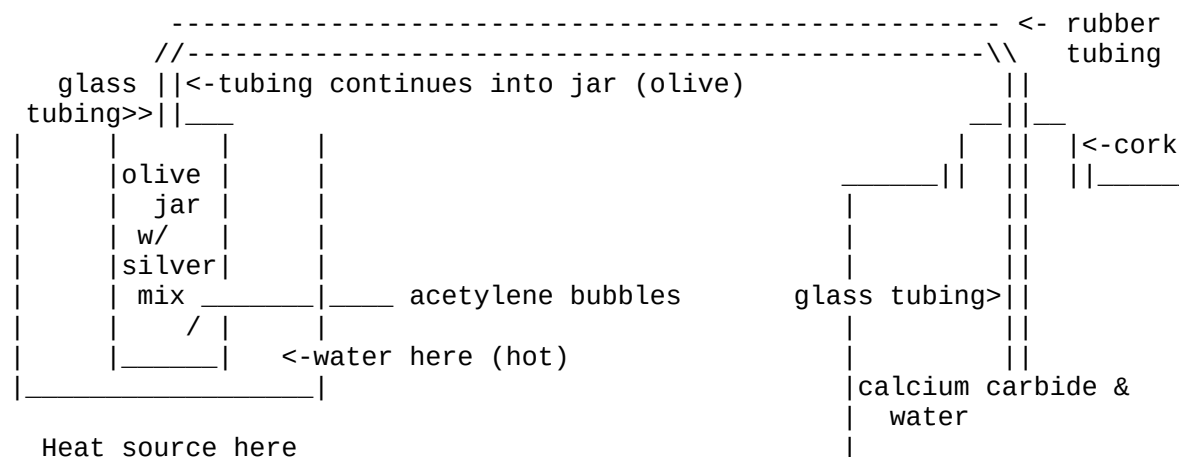 <- rubber
tubing
glass ||<-tubing continues into jar (olive)
tubing>>
<-cork
olive
jar
w/
silver
mix
acetylene bubbles
glass tubing>
<-water here (hot)
calcium carbide &
water
Heat source here